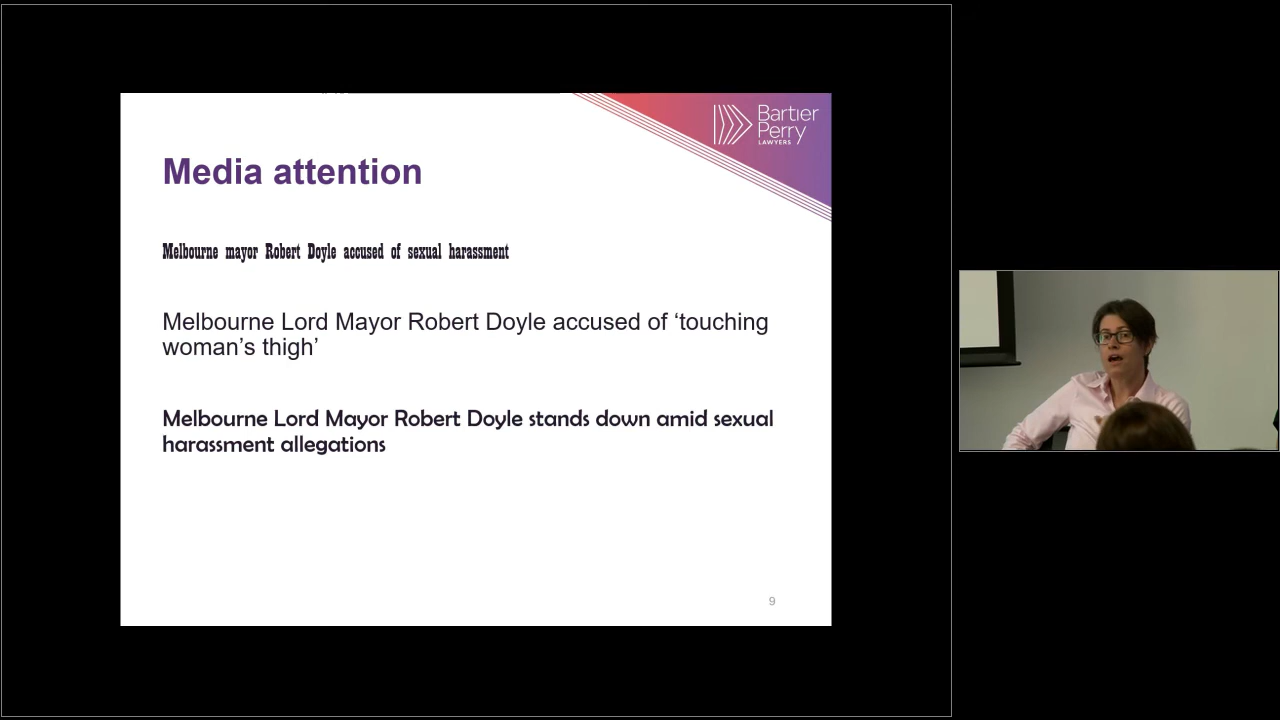 Bartier
Perry
LAWYERS
Media attention
Melbourne mayor Robert Doyle accused of sexual harassment
Melbourne Lord Mayor Robert Doyle accused of ‘touching
woman’s thigh’
Melbourne Lord Mayor Robert Doyle stands down amid sexual
harassment allegations
9